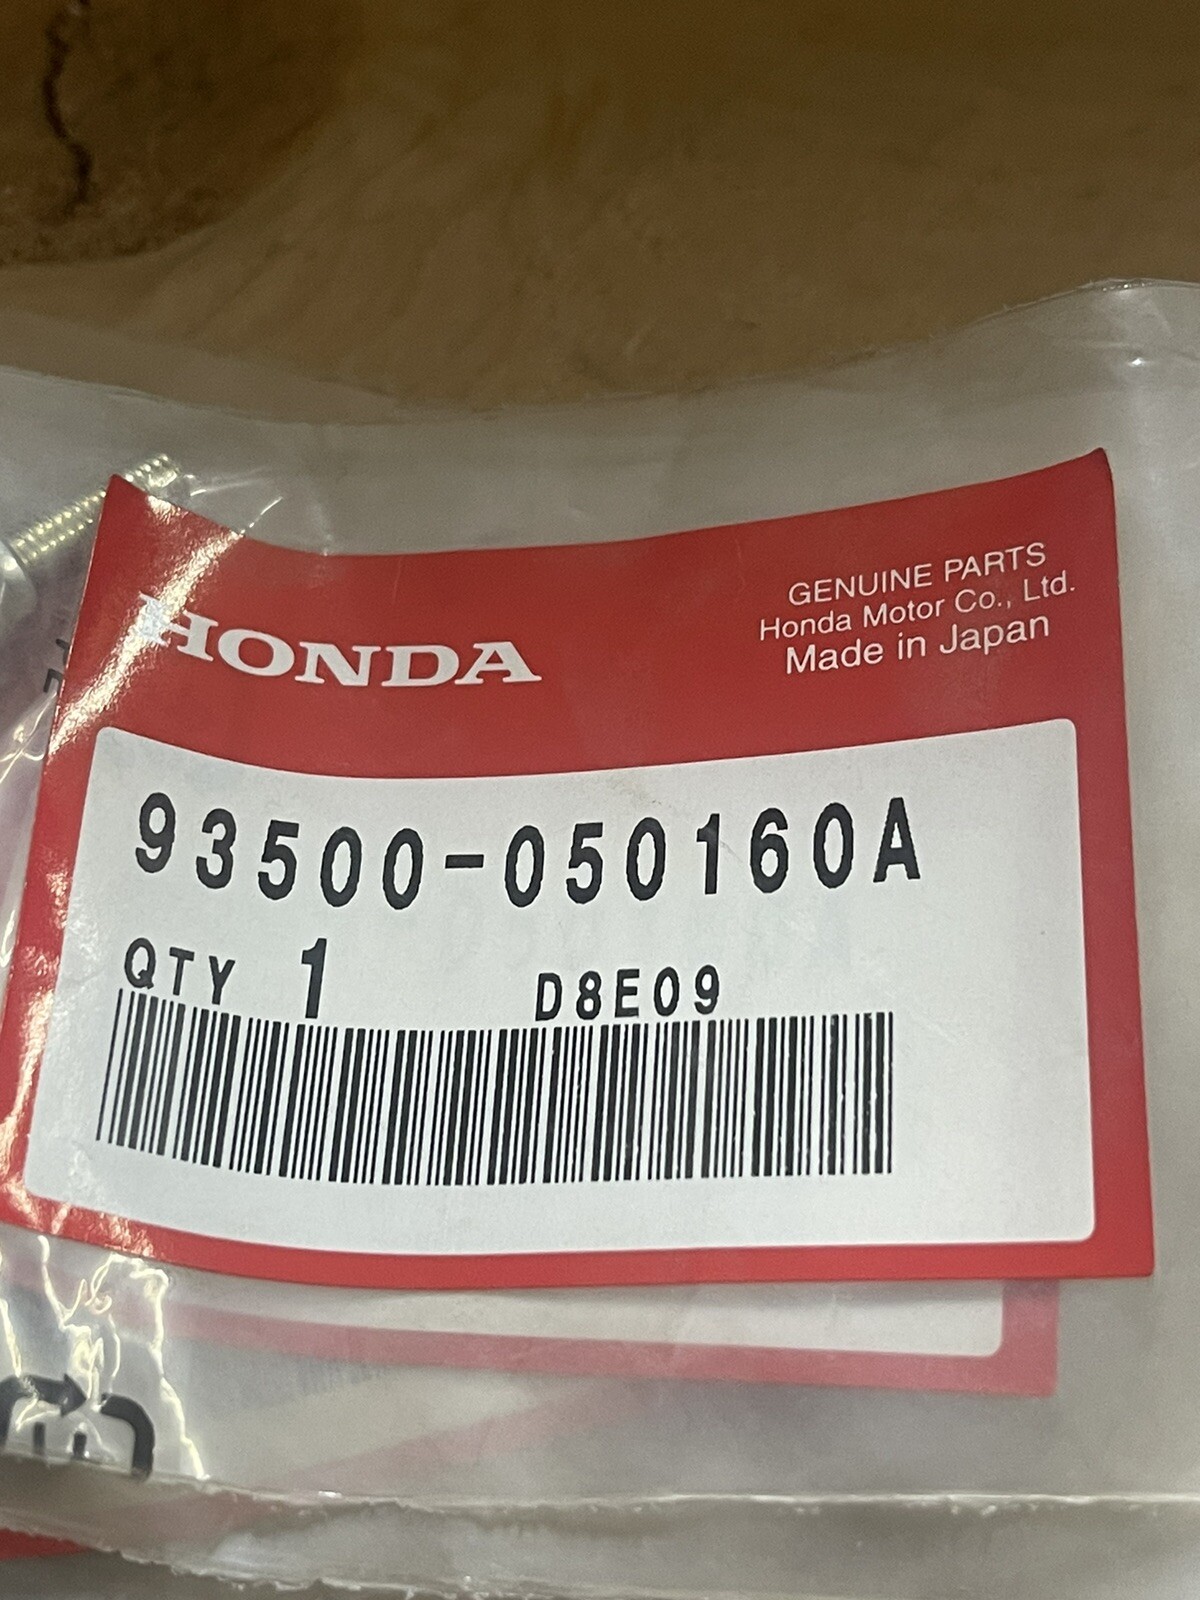 HONDA
GENUINE PARTS
Honda Motor Co., Ltd.
Made in Japan
93500-050160A
QTY 1 D8E09